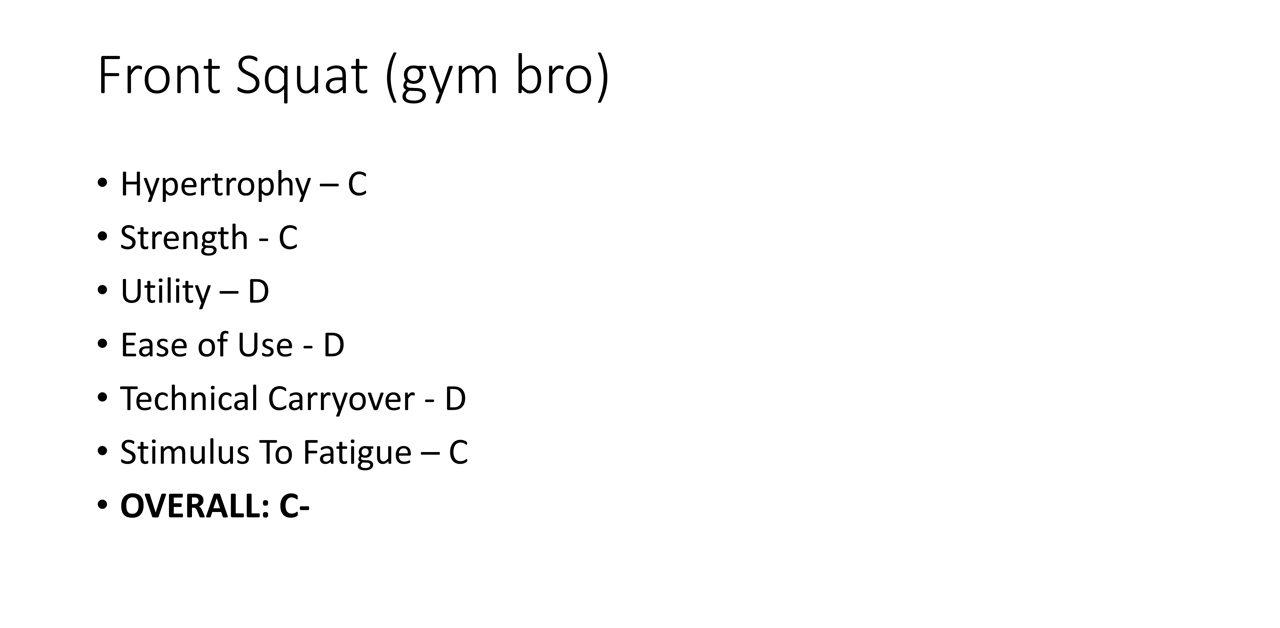 Front Squat (gym bro)
• Hypertrophy – C
• Strength - C
• Utility – D
• Ease of Use - D
• Technical Carryover - D
• Stimulus To Fatigue – C
• OVERALL: C-